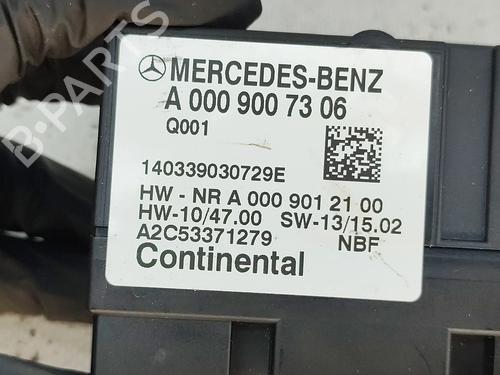 MERCEDES-BENZ
A 000 900 73 06
Q001
140339030729E
HW - NR A 000 901 21 00
HW-10/47.00 SW-13/15.02
A2C53371279 NBF
Continental
B-PARTS